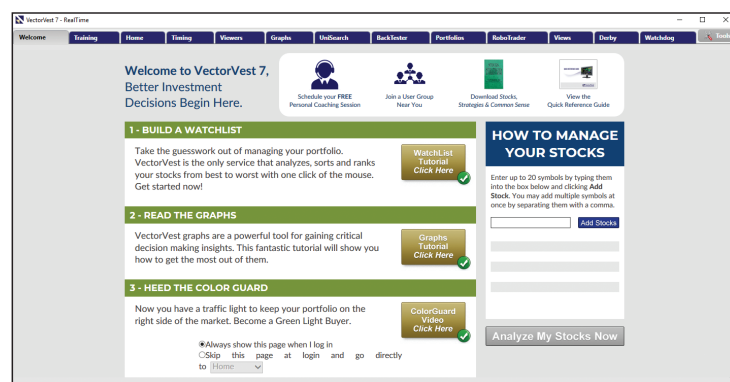 VectorVest 7 - RealTime
Welcome Training Home Timing Viewers Graphs UniSearch BackTester Portfolios RoboTrader Views Derby Watchdog Tools
Welcome to VectorVest 7,
Better Investment
Decisions Begin Here.
Schedule your FREE
Personal Coaching Session
Join a User Group
Near You
Download Stocks,
Strategies & Common Sense
View the
Quick Reference Guide
1 - BUILD A WATCHLIST
Take the guesswork out of managing your portfolio.
VectorVest is the only service that analyzes, sorts and ranks
your stocks from best to worst with one click of the mouse.
Get started now!
WatchList
Tutorial
Click Here
2 - READ THE GRAPHS
VectorVest graphs are a powerful tool for gaining critical
decision making insights. This fantastic tutorial will show you
how to get the most out of them.
Graphs
Tutorial
Click Here
3 - HEED THE COLOR GUARD
Now you have a traffic light to keep your portfolio on the
right side of the market. Become a Green Light Buyer.
ColorGuard
Video
Click Here
Always show this page when I log in
Skip this page at login and go directly
to Home
HOW TO MANAGE
YOUR STOCKS
Enter up to 20 symbols by typing them
into the box below and clicking Add
Stock. You may add multiple symbols at
once by separating them with a comma.
Add Stocks
Analyze My Stocks Now